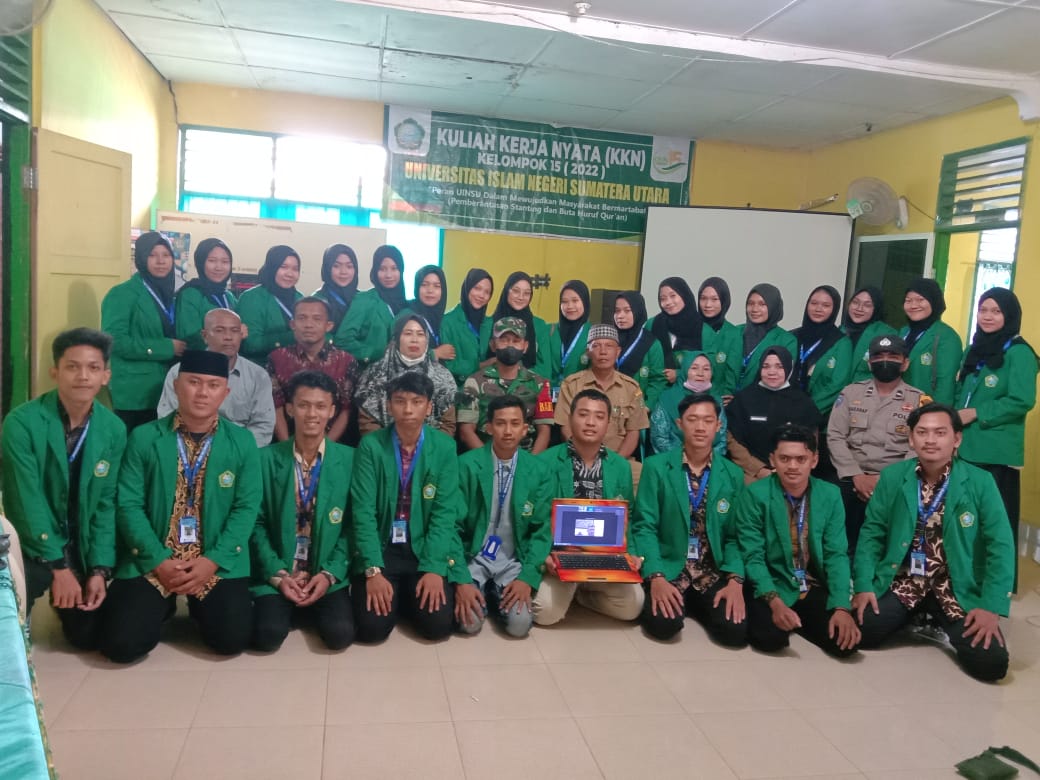 KULIAH KERJA NYATA (KKN)
KELOMPOK 15 ( 2022 )
UNIVERSITAS ISLAM NEGERI SUMATERA UTARA
"Peran UINSU Dalam Mewujudkan Masyarakat Bermartabat
(Pemberantasan Stanting dan Buta Huruf Qur'an)